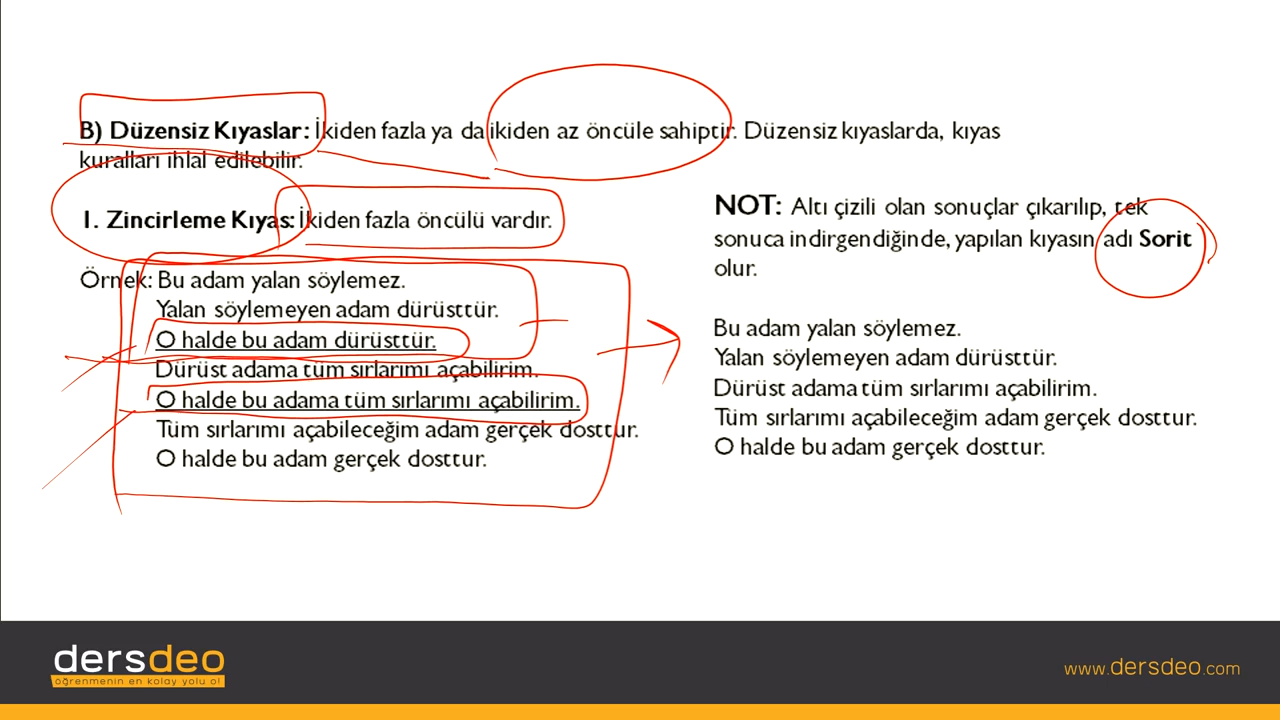 B) Düzensiz Kıyaslar: İkiden fazla ya da ikiden az öncüle sahiptir. Düzensiz kıyaslarda, kıyas
kuralları ihlal edilebilir.
1. Zincirleme Kıyas: İkiden fazla öncülü vardır.
Örnek: Bu adam yalan söylemez.
Yalan söylemeyen adam dürüsttür.
O halde bu adam dürüsttür.
Dürüst adama tüm sırlarımı açabilirim.
O halde bu adama tüm sırlarımı açabilirim.
Tüm sırlarımı açabileceğim adam gerçek dosttur.
O halde bu adam gerçek dosttur.
NOT: Altı çizili olan sonuçlar çıkarılıp, tek
sonuca indirgendiğinde, yapılan kıyasın adı Sorit
olur.
Bu adam yalan söylemez.
Yalan söylemeyen adam dürüsttür.
Dürüst adama tüm sırlarımı açabilirim.
Tüm sırlarımı açabileceğim adam gerçek dosttur.
O halde bu adam gerçek dosttur.
dersdeo
öğrenmenin en kolay yolu o!
www.dersdeo.com